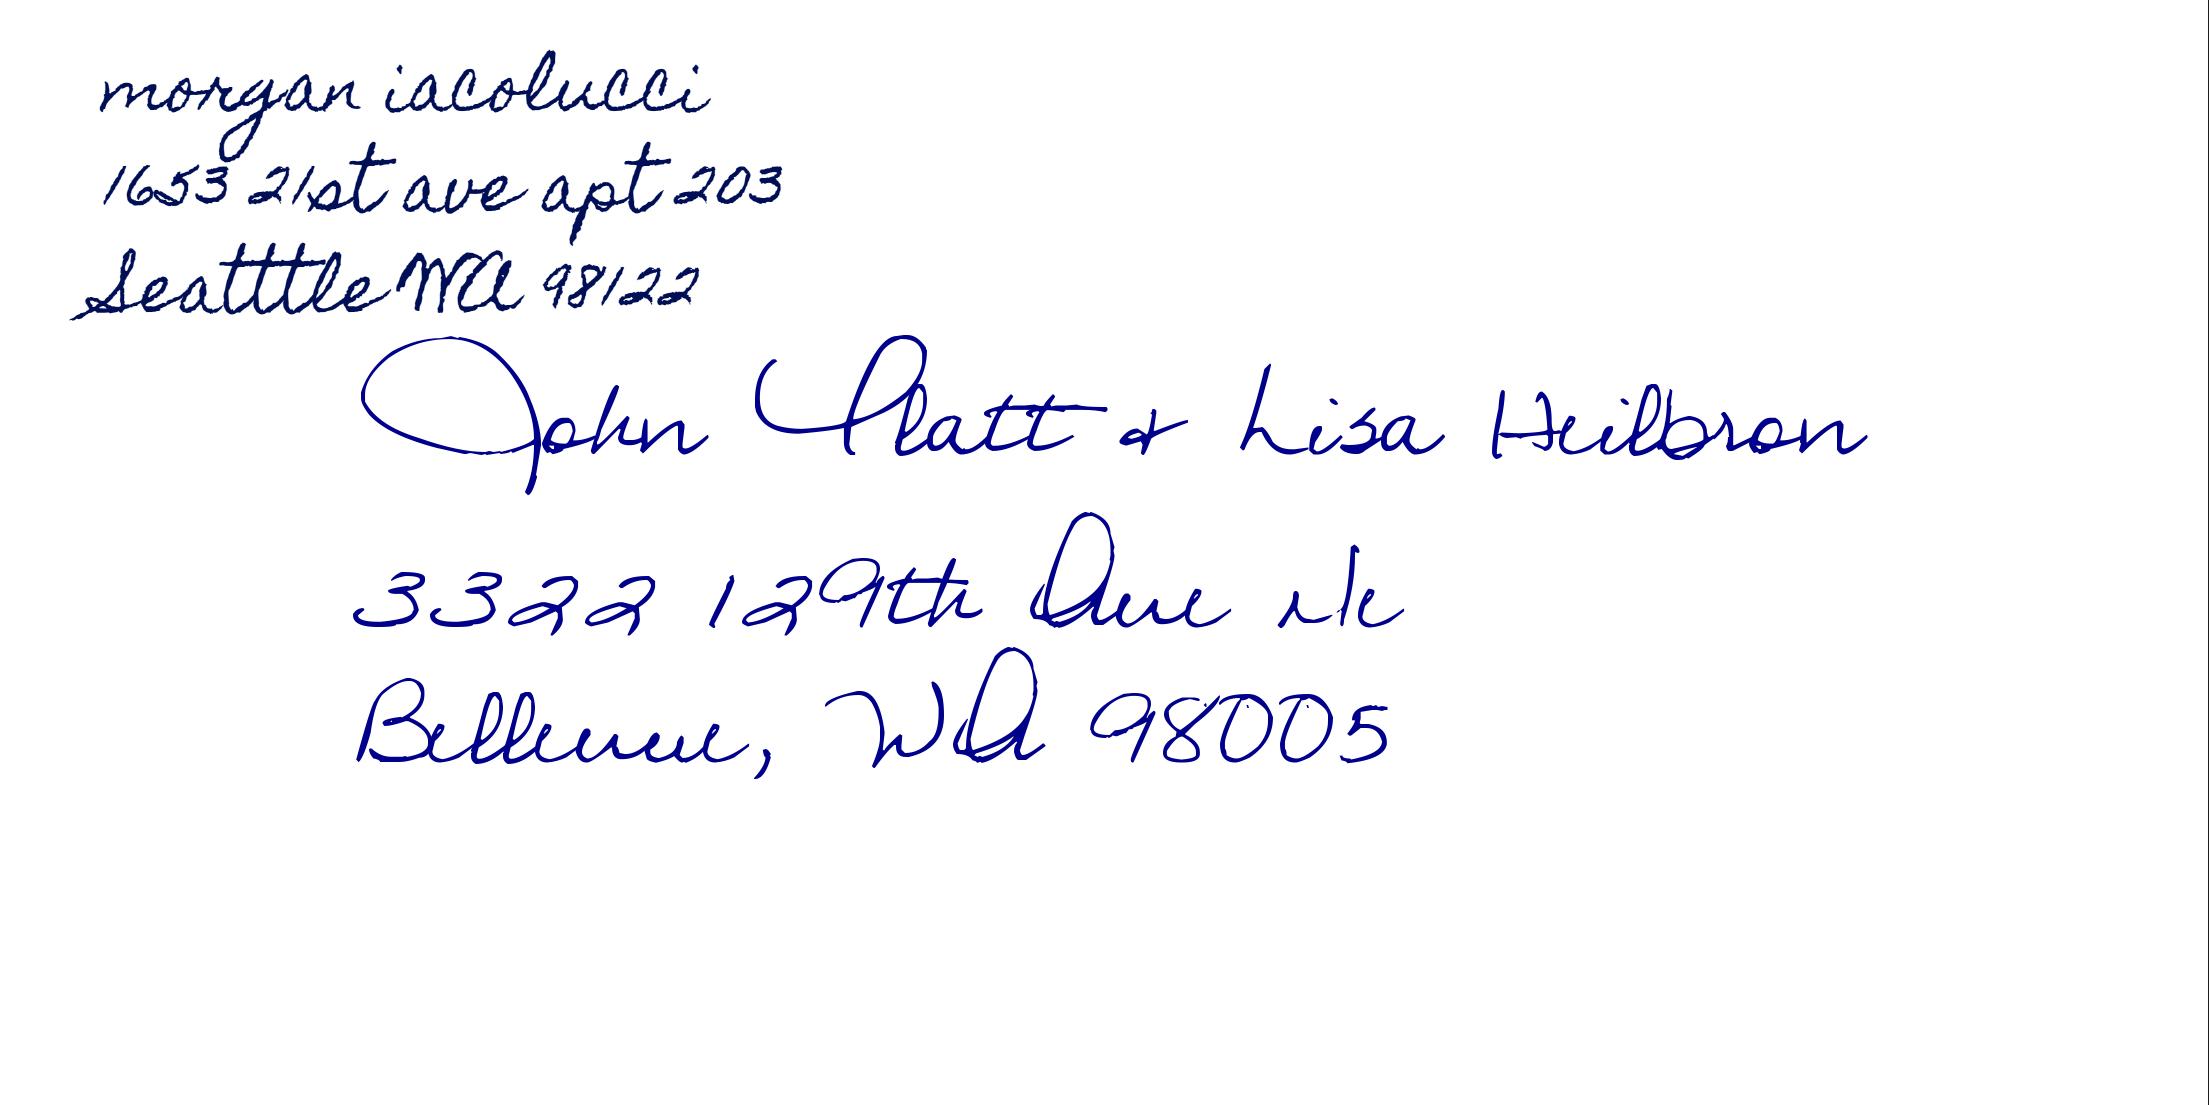 morgan iacolucci
1653 21st ave apt 203
Seatttle WA 98122
John Platt & Lisa Heilbron
3322 129th Ave Ne
Bellevue, WA 98005